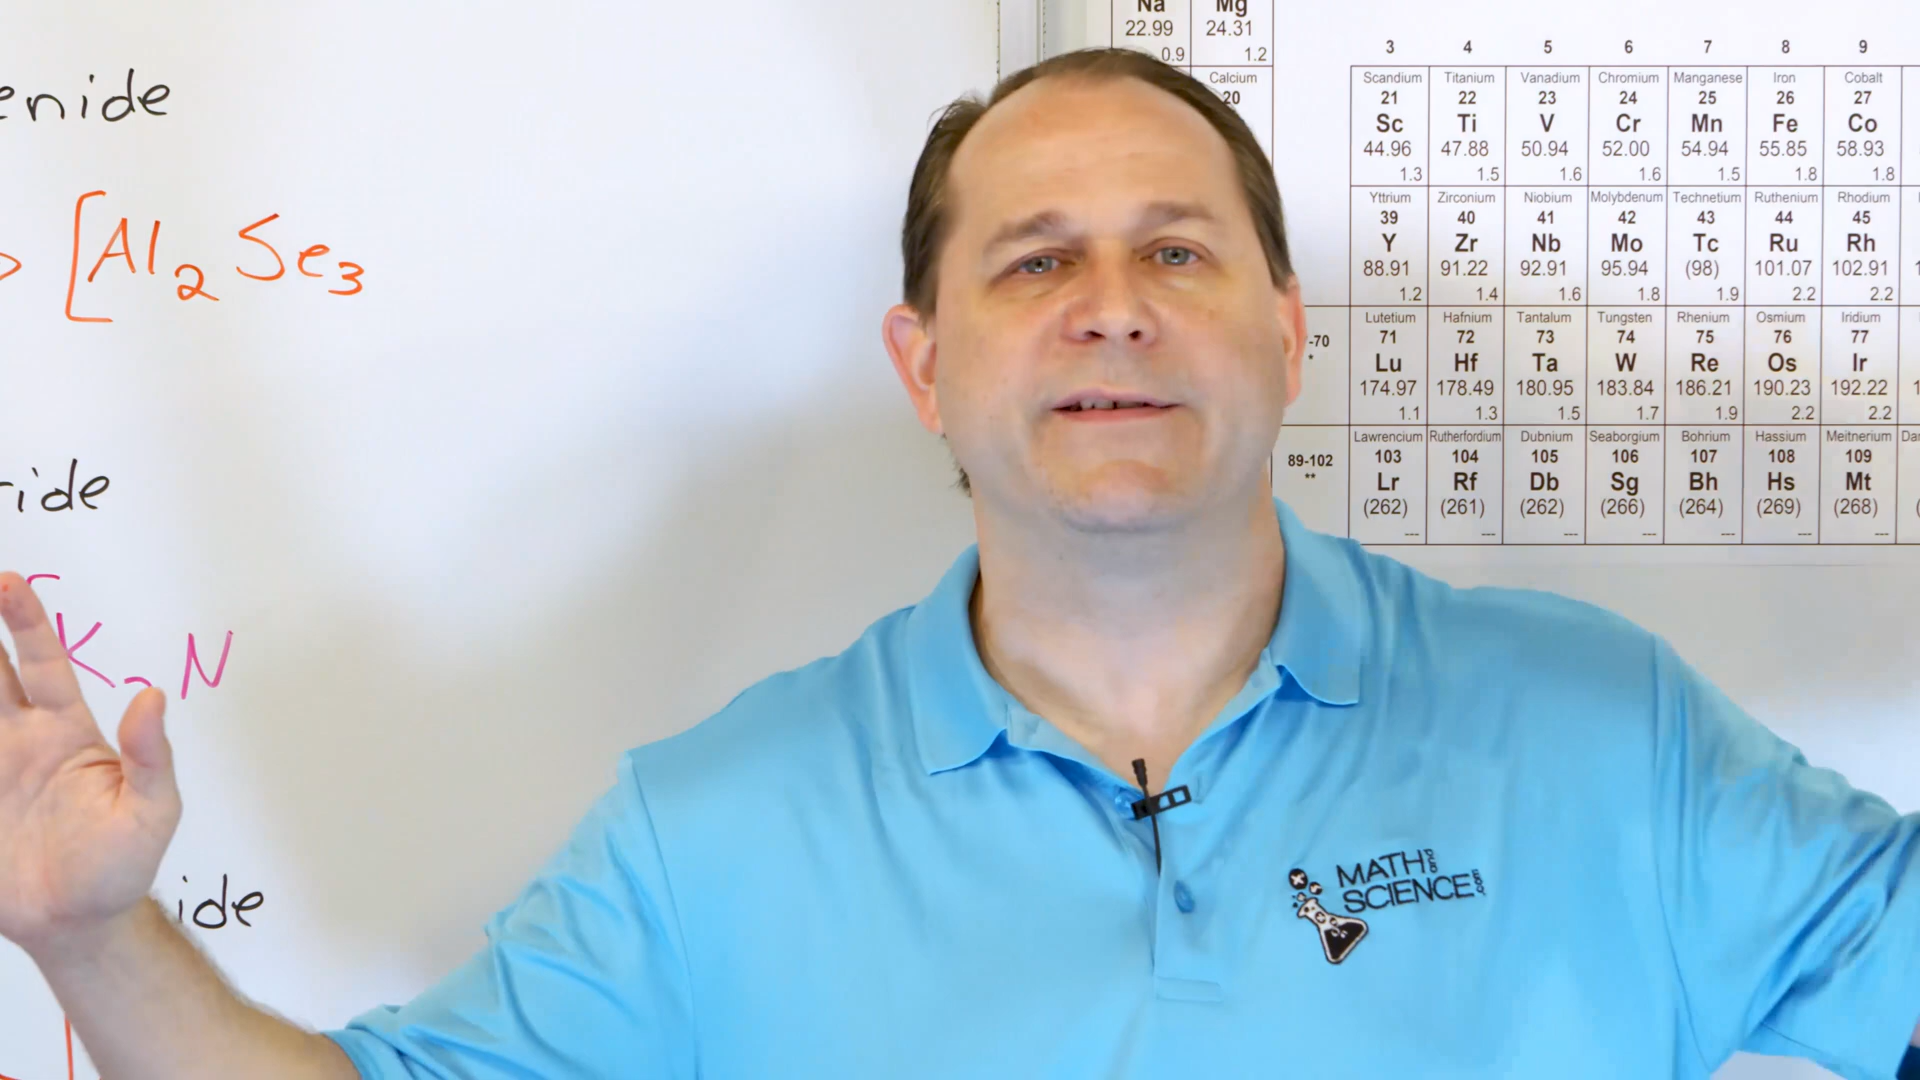 enide
[Al2 Se3
ride
K N
ide
Na Mg
22.99 24.31
0.9 1.2
Calcium
20
3 4 5 6 7 8 9
Scandium Titanium Vanadium Chromium Manganese Iron Cobalt
21 22 23 24 25 26 27
Sc Ti V Cr Mn Fe Co
44.96 47.88 50.94 52.00 54.94 55.85 58.93
1.3 1.5 1.6 1.6 1.5 1.8 1.8
Yttrium Zirconium Niobium Molybdenum Technetium Ruthenium Rhodium
39 40 41 42 43 44 45
Y Zr Nb Mo Tc Ru Rh
88.91 91.22 92.91 95.94 (98) 101.07 102.91
1.2 1.4 1.6 1.8 1.9 2.2 2.2
Lutetium Hafnium Tantalum Tungsten Rhenium Osmium Iridium
-70 71 72 73 74 75 76 77
* Lu Hf Ta W Re Os Ir
174.97 178.49 180.95 183.84 186.21 190.23 192.22
1.1 1.3 1.5 1.7 1.9 2.2 2.2
Lawrencium Rutherfordium Dubnium Seaborgium Bohrium Hassium Meitnerium Da
89-102 103 104 105 106 107 108 109
** Lr Rf Db Sg Bh Hs Mt
(262) (261) (262) (266) (264) (269) (268)
--- --- --- --- --- --- ---
MATH and
SCIENCE .com